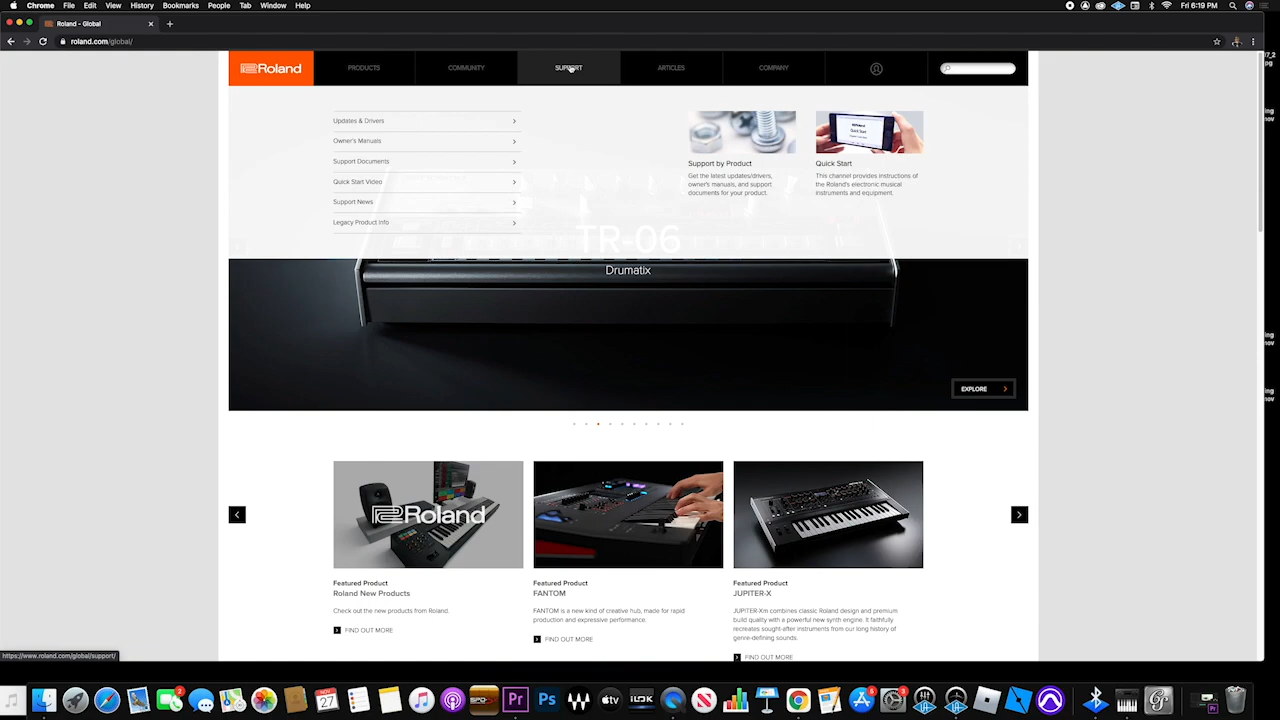 Chrome File Edit View History Bookmarks People Tab Window Help
Fri 6:19 PM
Roland - Global
roland.com/global/
Roland
PRODUCTS
COMMUNITY
SUPPORT
ARTICLES
COMPANY
Updates & Drivers
Owner's Manuals
Support Documents
Quick Start Video
Support News
Legacy Product Info
Support by Product
Get the latest updates/drivers,
owner's manuals, and support
documents for your product.
Quick Start
This channel provides instructions of
the Roland's electronic musical
instruments and equipment.
TR-06
Drumatix
EXPLORE
Roland
Featured Product
Roland New Products
Check out the new products from Roland.
FIND OUT MORE
Featured Product
FANTOM
FANTOM is a new kind of creative hub, made for rapid
production and expressive performance.
FIND OUT MORE
Featured Product
JUPITER-X
JUPITER-Xm combines classic Roland design and premium
build quality with a powerful new synth engine. It faithfully
recreates sought-after instruments from our long history of
genre-defining sounds.
FIND OUT MORE
https://www.roland.com/global/support/
NOV
27
tv
iLOK
Pr
Ps